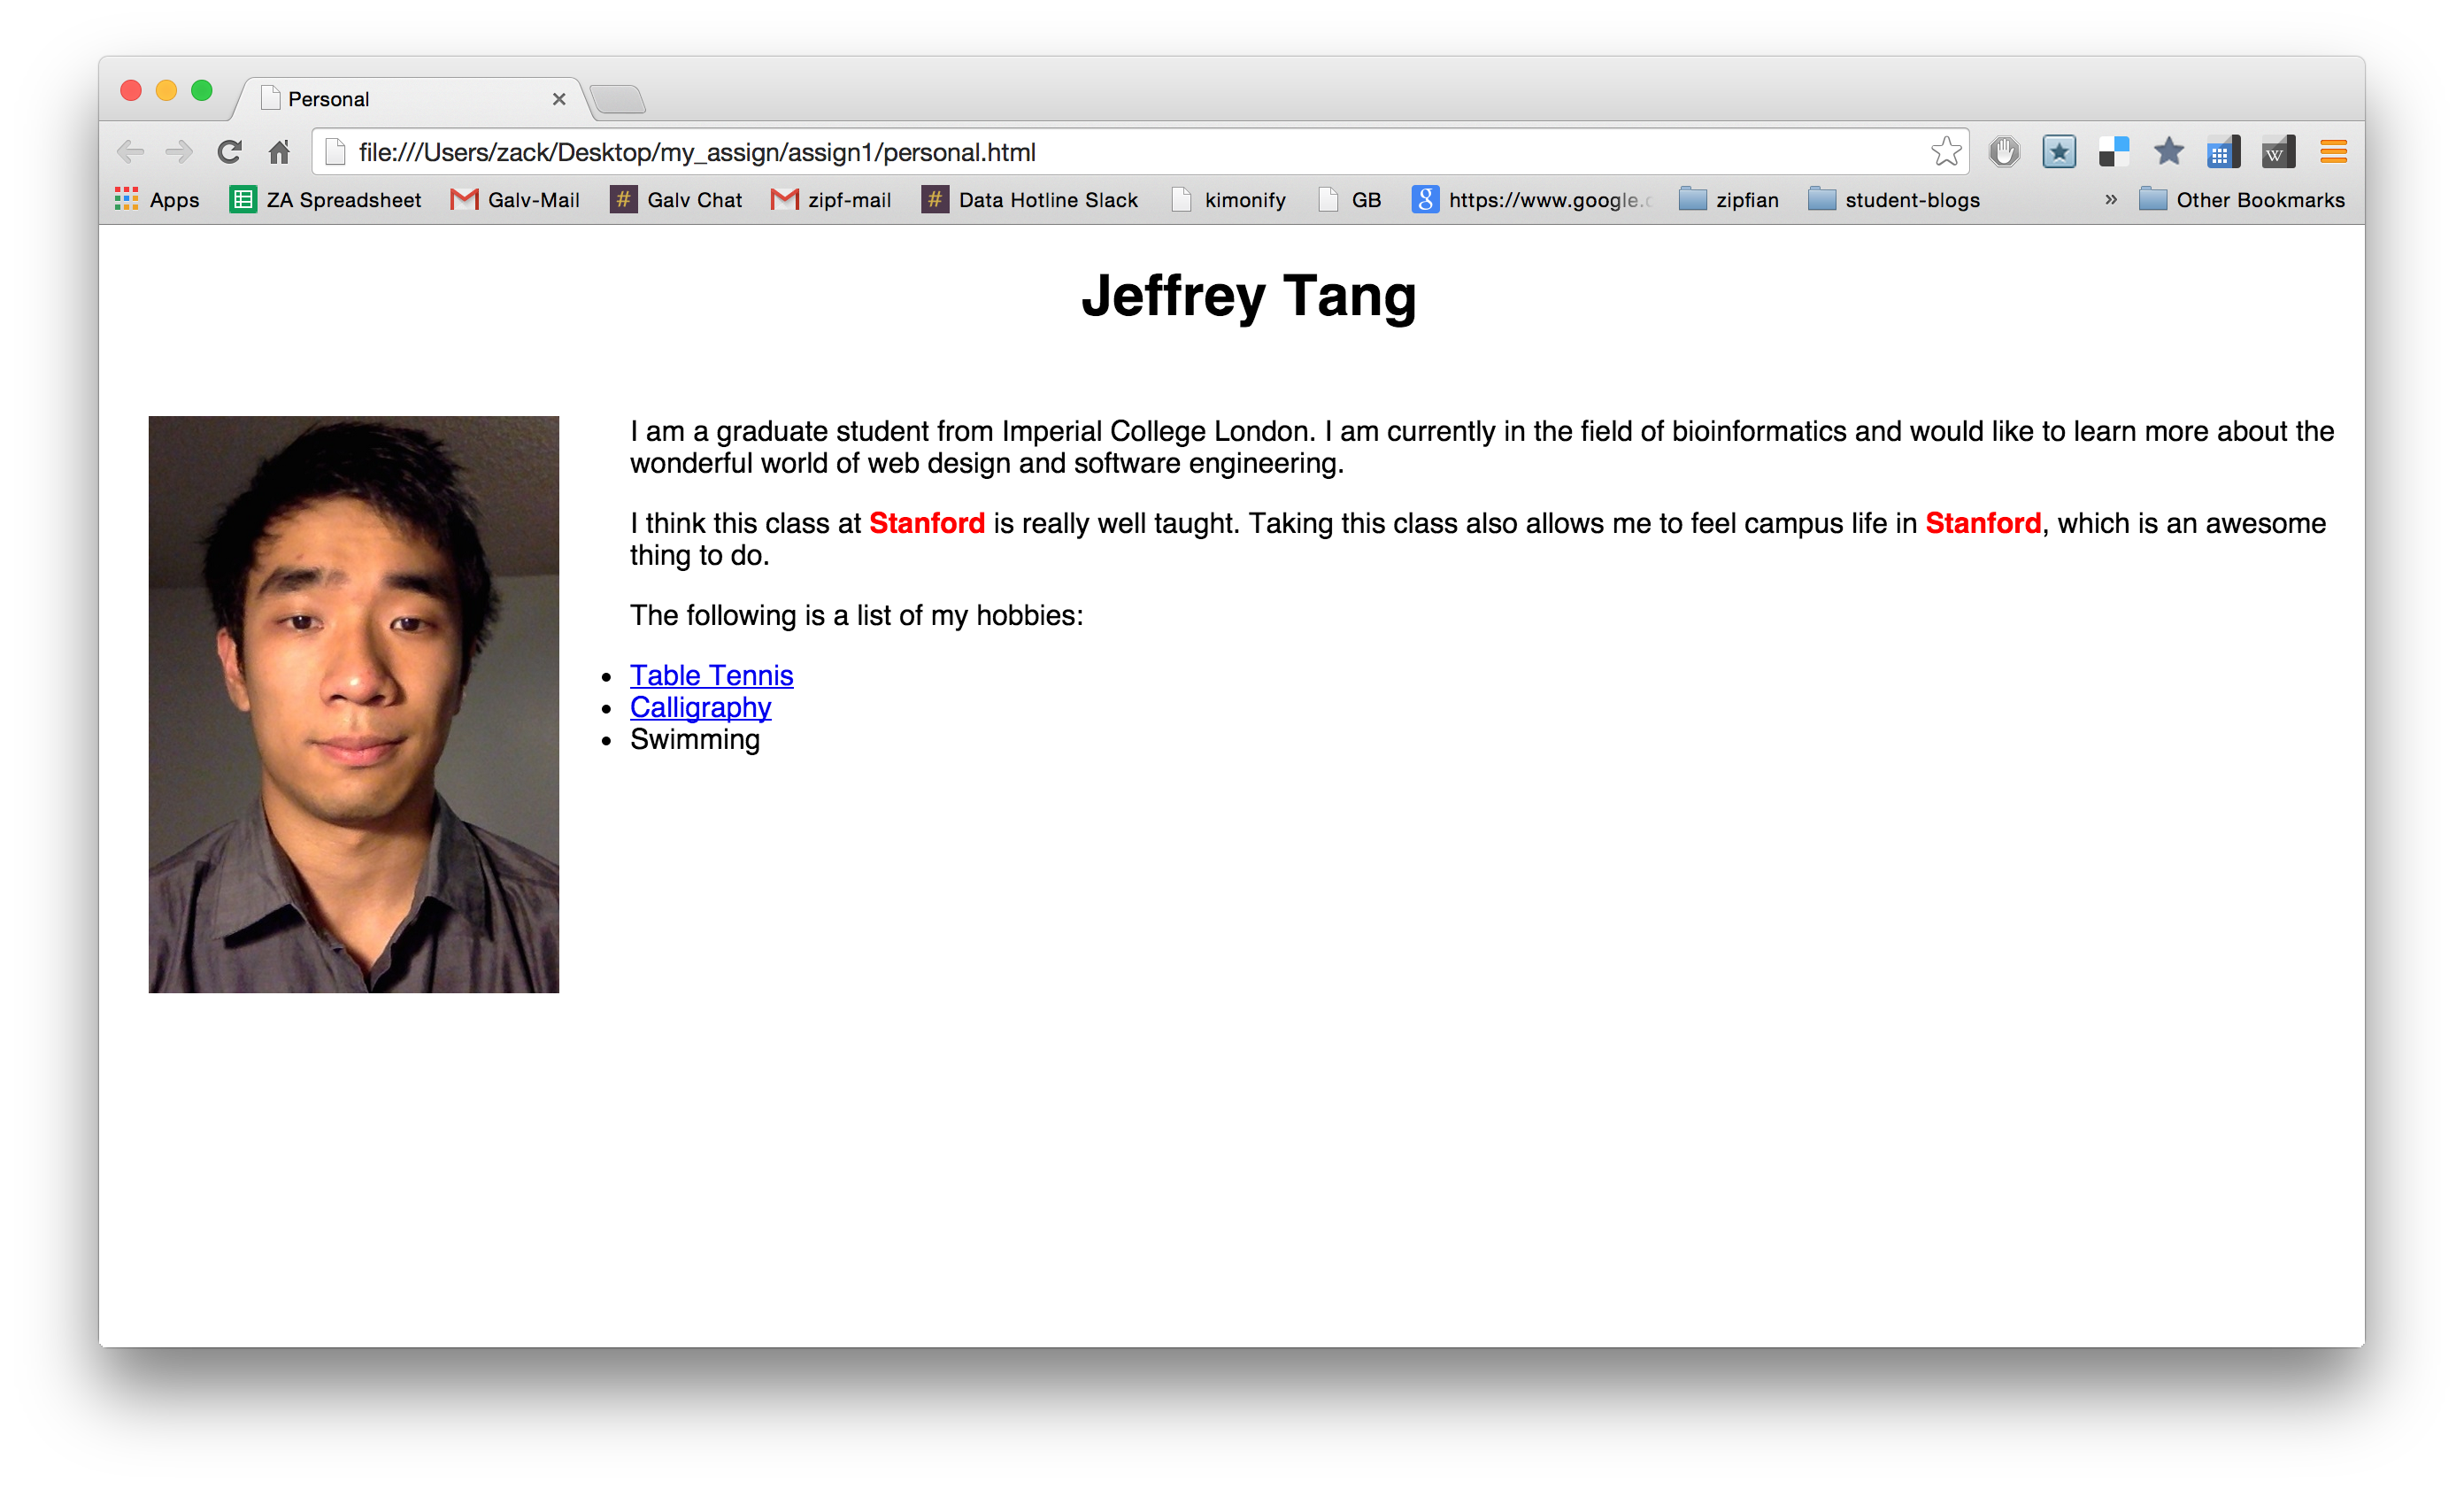 Personal
file:///Users/zack/Desktop/my_assign/assign1/personal.html
W
Apps
# 
ZA Spreadsheet
Galv-Mail
Galv Chat
zipf-mail
# Data Hotline Slack
kimonify
GB
g https://www.google.c
zipfian
student-blogs
» Other Bookmarks
Jeffrey Tang
I am a graduate student from Imperial College London. I am currently in the field of bioinformatics and would like to learn more about the
wonderful world of web design and software engineering.
I think this class at Stanford is really well taught. Taking this class also allows me to feel campus life in Stanford, which is an awesome
thing to do.
The following is a list of my hobbies:
• Table Tennis
• Calligraphy
• Swimming